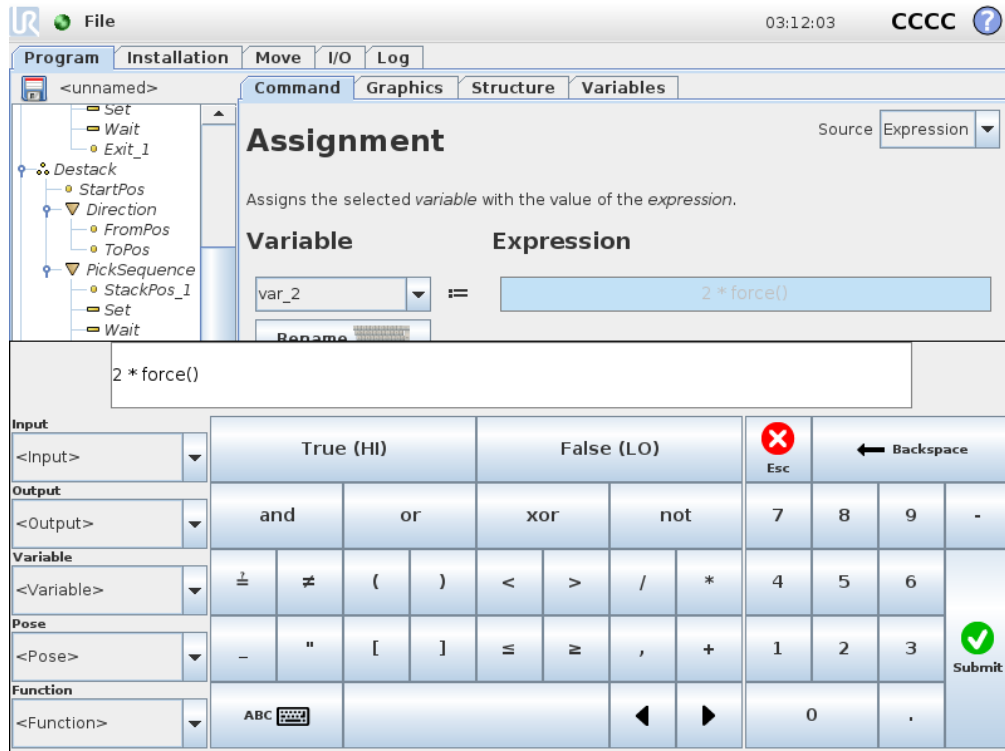 UR File 03:12:03 CCCC ?
Program Installation Move I/O Log
<unnamed> Command Graphics Structure Variables
Set
Wait
Exit_1
Destack
StartPos
Direction
FromPos
ToPos
PickSequence
StackPos_1
Set
Wait
Assignment
Source Expression
Assigns the selected variable with the value of the expression.
Variable Expression
var_2 := 2 * force()
Rename
2 * force()
Input
<Input>
Output
<Output>
Variable
<Variable>
Pose
<Pose>
Function
<Function>
True (HI) False (LO) Esc Backspace
and or xor not 7 8 9 -
≟ ≠ ( ) < > / * 4 5 6
_ " [ ] ≤ ≥ , + 1 2 3 Submit
ABC 0 .